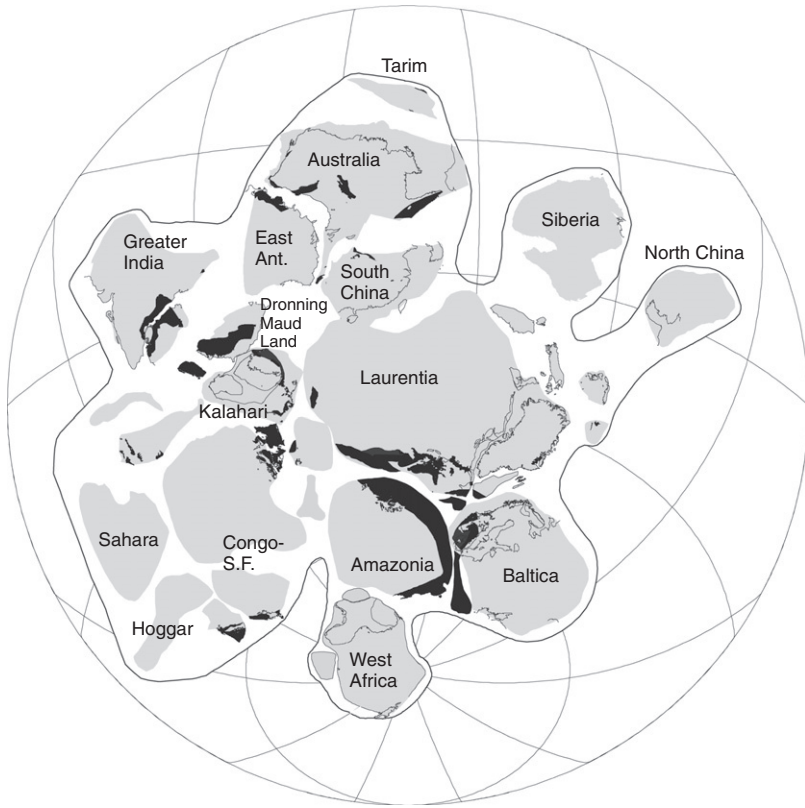 Tarim
Australia
Siberia
Greater
India
East
Ant.
North China
South
China
Dronning
Maud
Land
Laurentia
Kalahari
Sahara
Congo-
S.F.
Amazonia
Baltica
Hoggar
West
Africa